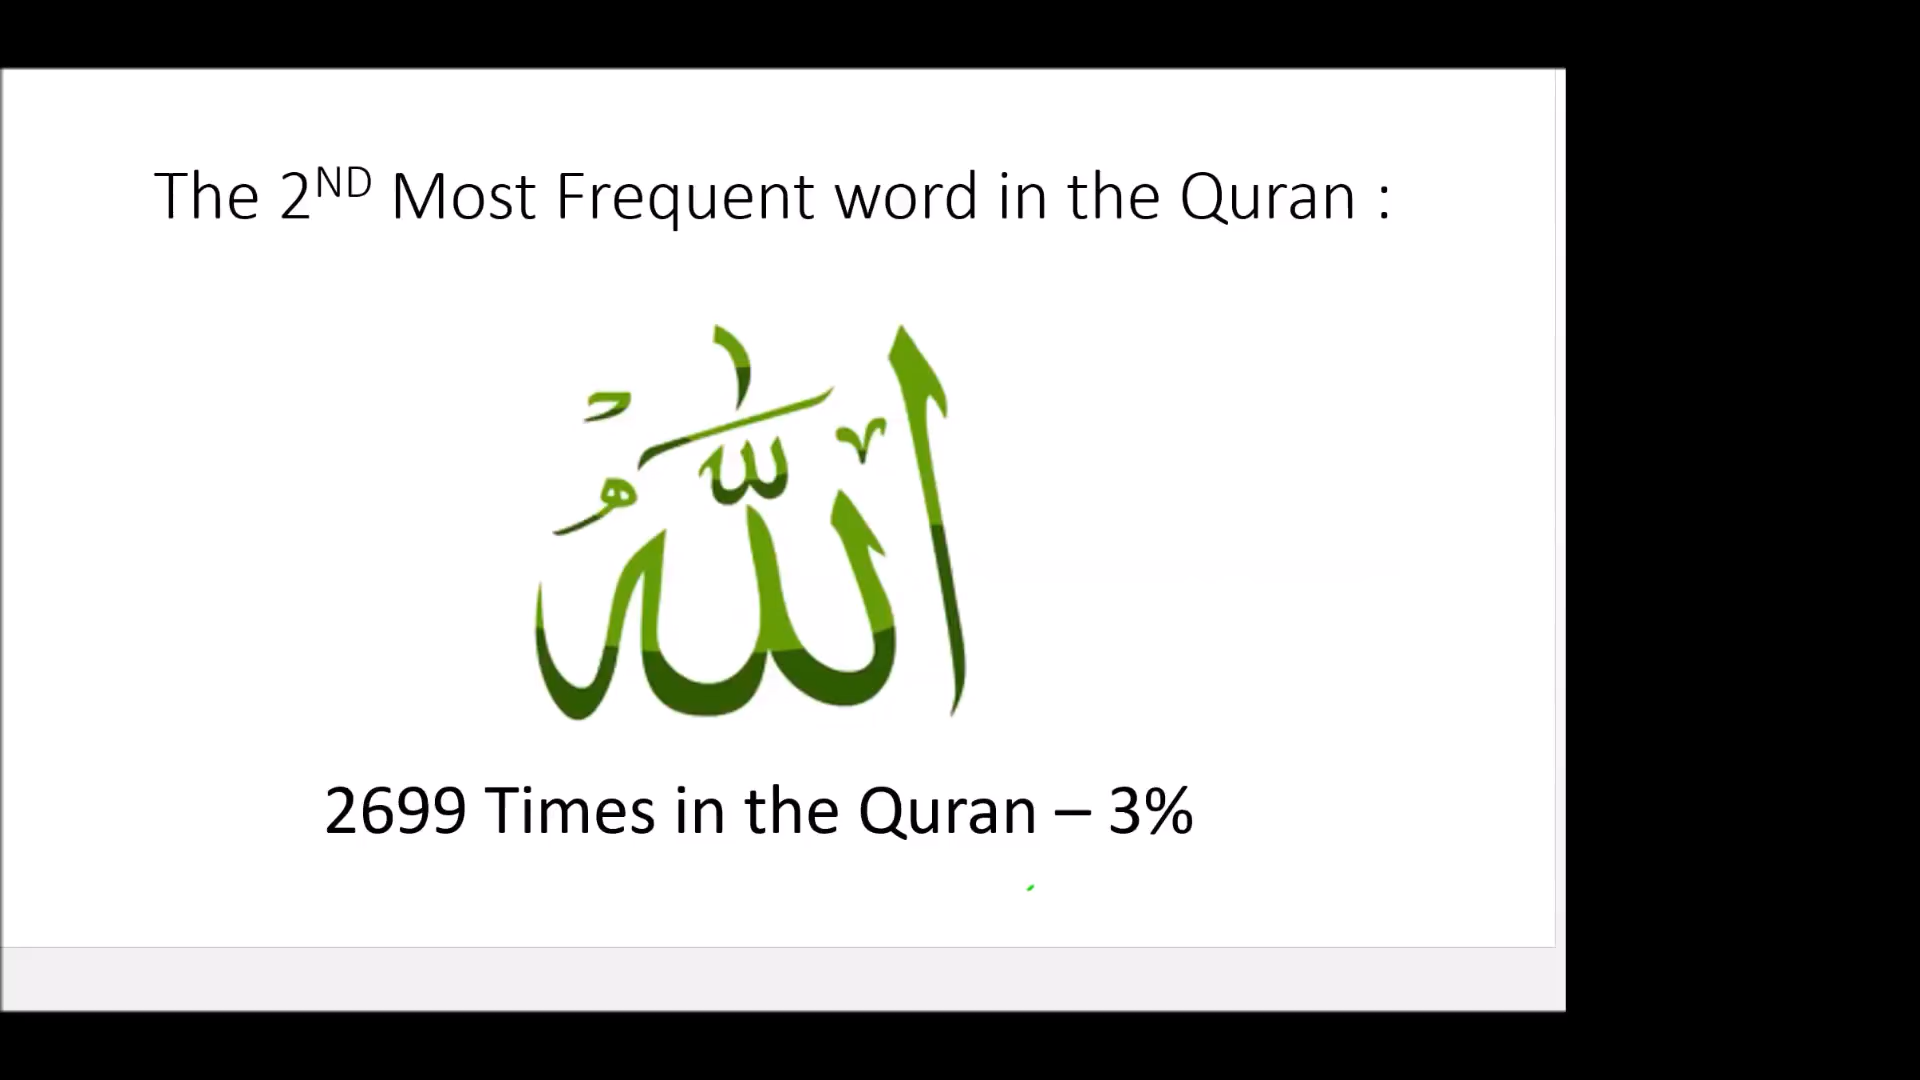 The 2ND Most Frequent word in the Quran :
الله
2699 Times in the Quran – 3%